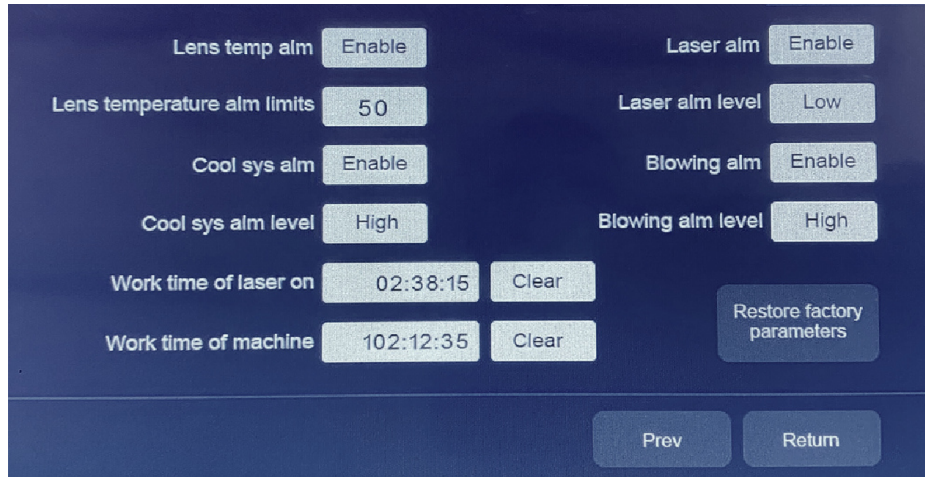 Lens temp alm Enable
Laser alm Enable
Lens temperature alm limits 50
Laser alm level Low
Cool sys alm Enable
Blowing alm Enable
Cool sys alm level High
Blowing alm level High
Work time of laser on 02:38:15 Clear
Work time of machine 102:12:35 Clear
Restore factory
parameters
Prev
Return